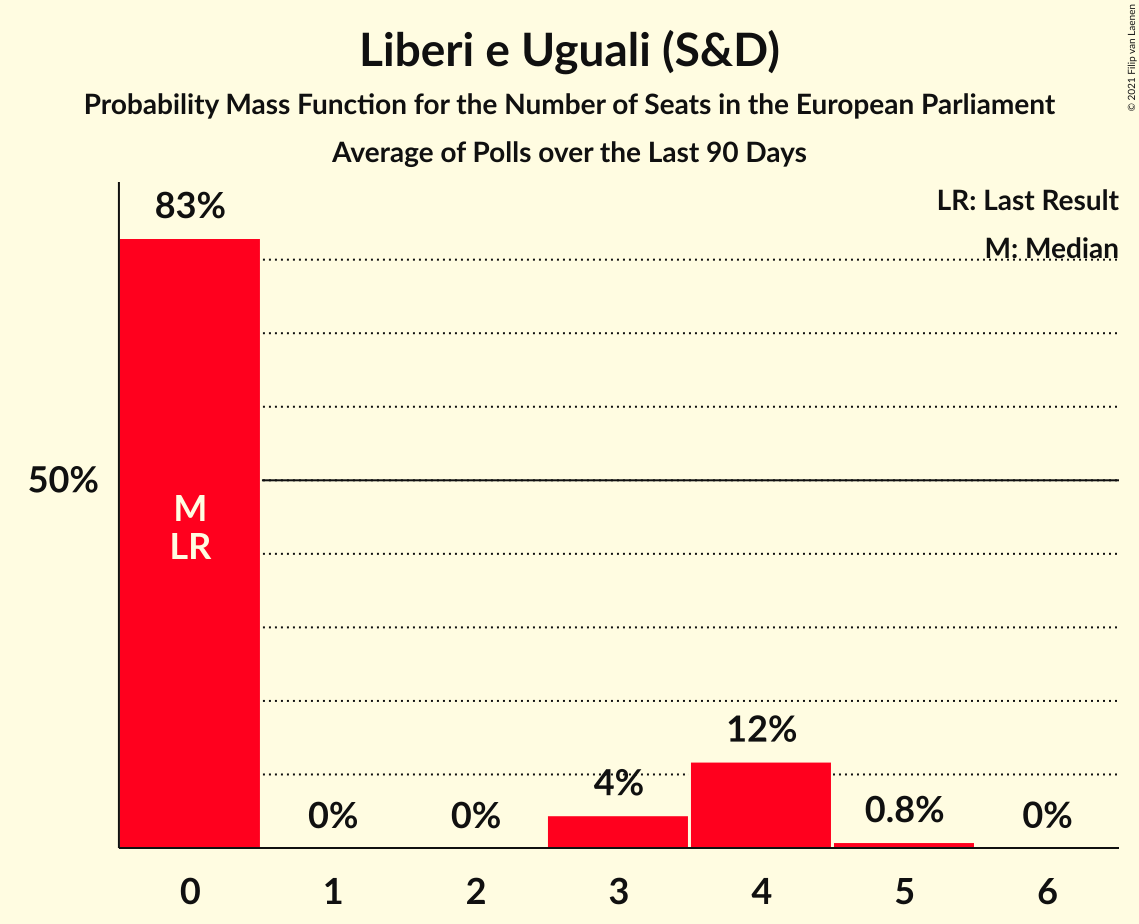 Liberi e Uguali (S&D)
Probability Mass Function for the Number of Seats in the European Parliament
Average of Polls over the Last 90 Days
© 2021 Filip van Laenen
LR: Last Result
M: Median
83%
50%
M
LR
0%
0%
4%
12%
0.8%
0%
0
1
2
3
4
5
6